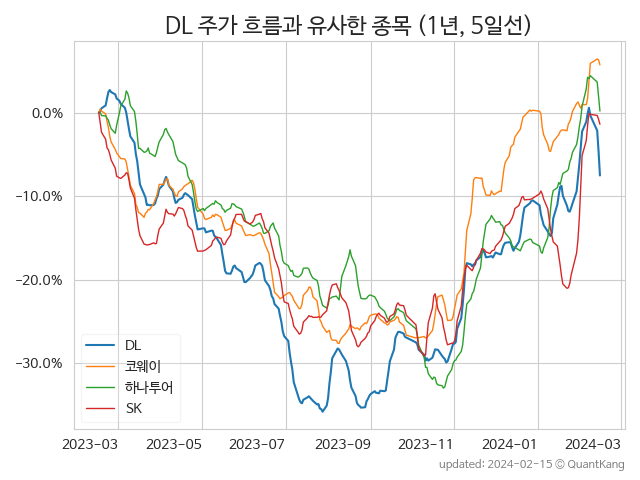 DL 주가 흐름과 유사한 종목 (1년, 5일선)
0.0%
-10.0%
-20.0%
-30.0%
DL
코웨이
하나투어
SK
2023-03 2023-05 2023-07 2023-09 2023-11 2024-01 2024-03
updated: 2024-02-15 © QuantKang